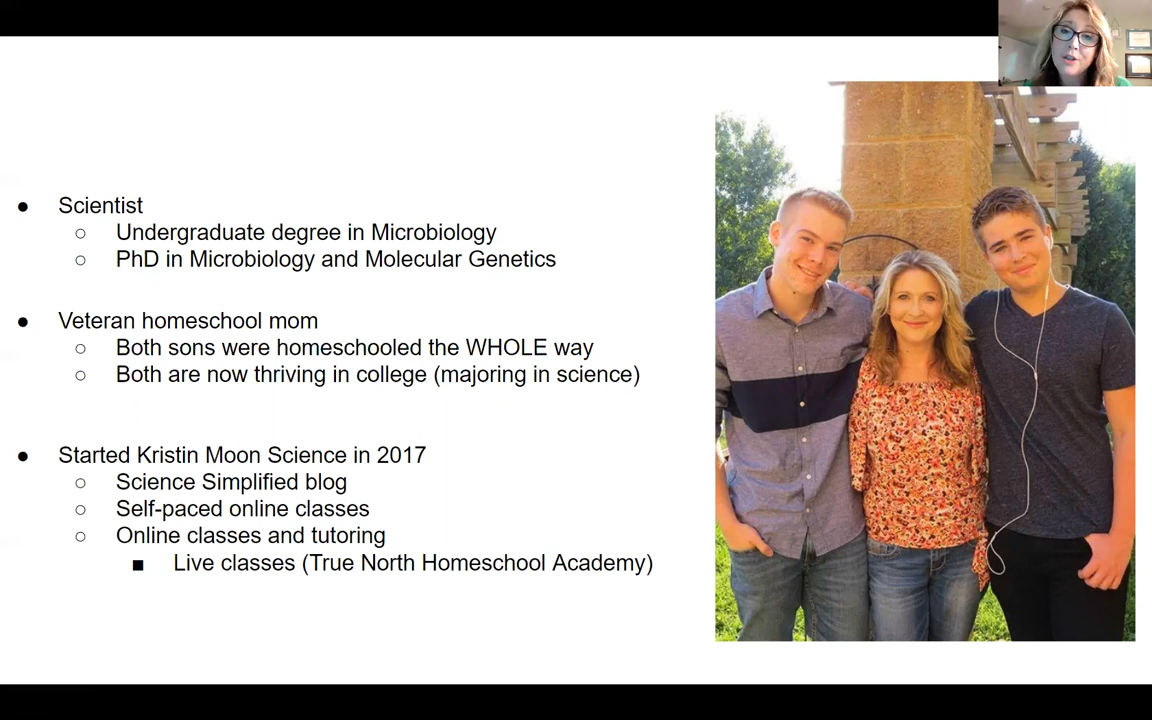 ● Scientist
○ Undergraduate degree in Microbiology
○ PhD in Microbiology and Molecular Genetics
● Veteran homeschool mom
○ Both sons were homeschooled the WHOLE way
○ Both are now thriving in college (majoring in science)
● Started Kristin Moon Science in 2017
○ Science Simplified blog
○ Self-paced online classes
○ Online classes and tutoring
■ Live classes (True North Homeschool Academy)